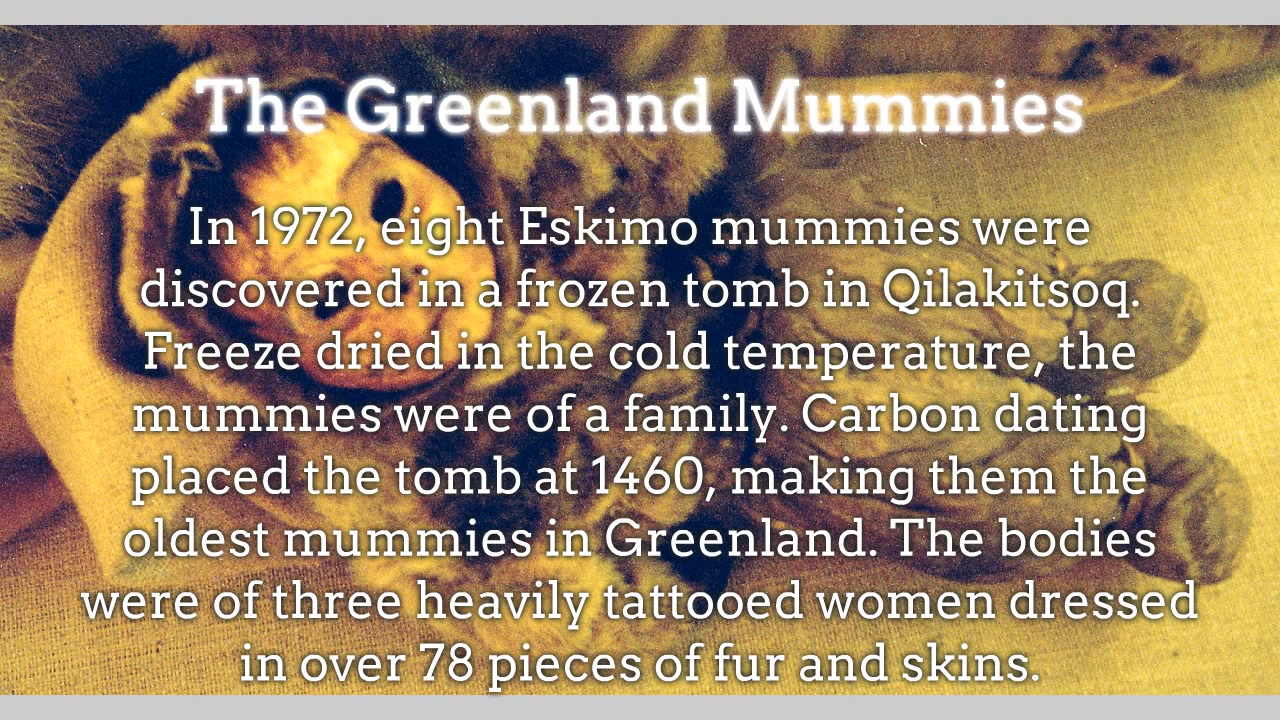 The Greenland Mummies
In 1972, eight Eskimo mummies were
discovered in a frozen tomb in Qilakitsoq.
Freeze dried in the cold temperature, the
mummies were of a family. Carbon dating
placed the tomb at 1460, making them the
oldest mummies in Greenland. The bodies
were of three heavily tattooed women dressed
in over 78 pieces of fur and skins.